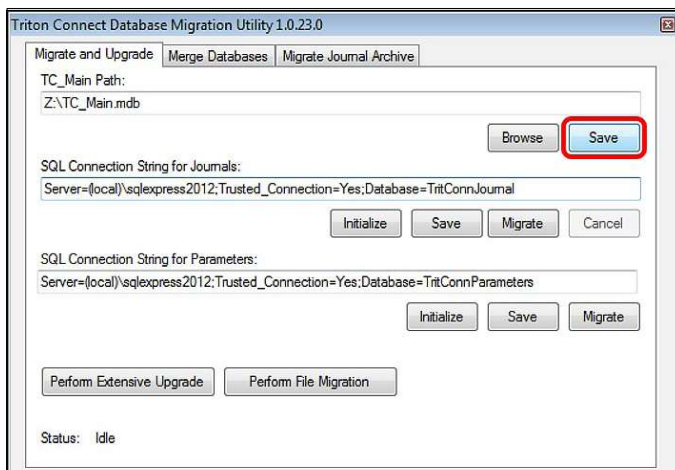 Triton Connect Database Migration Utility 1.0.23.0
Migrate and Upgrade Merge Databases Migrate Journal Archive
TC_Main Path:
Z:\TC_Main.mdb
Browse Save
SQL Connection String for Journals:
Server=(local)\sqlexpress2012;Trusted_Connection=Yes;Database=TritConnJournal
Initialize Save Migrate Cancel
SQL Connection String for Parameters:
Server=(local)\sqlexpress2012;Trusted_Connection=Yes;Database=TritConnParameters
Initialize Save Migrate
Perform Extensive Upgrade Perform File Migration
Status: Idle